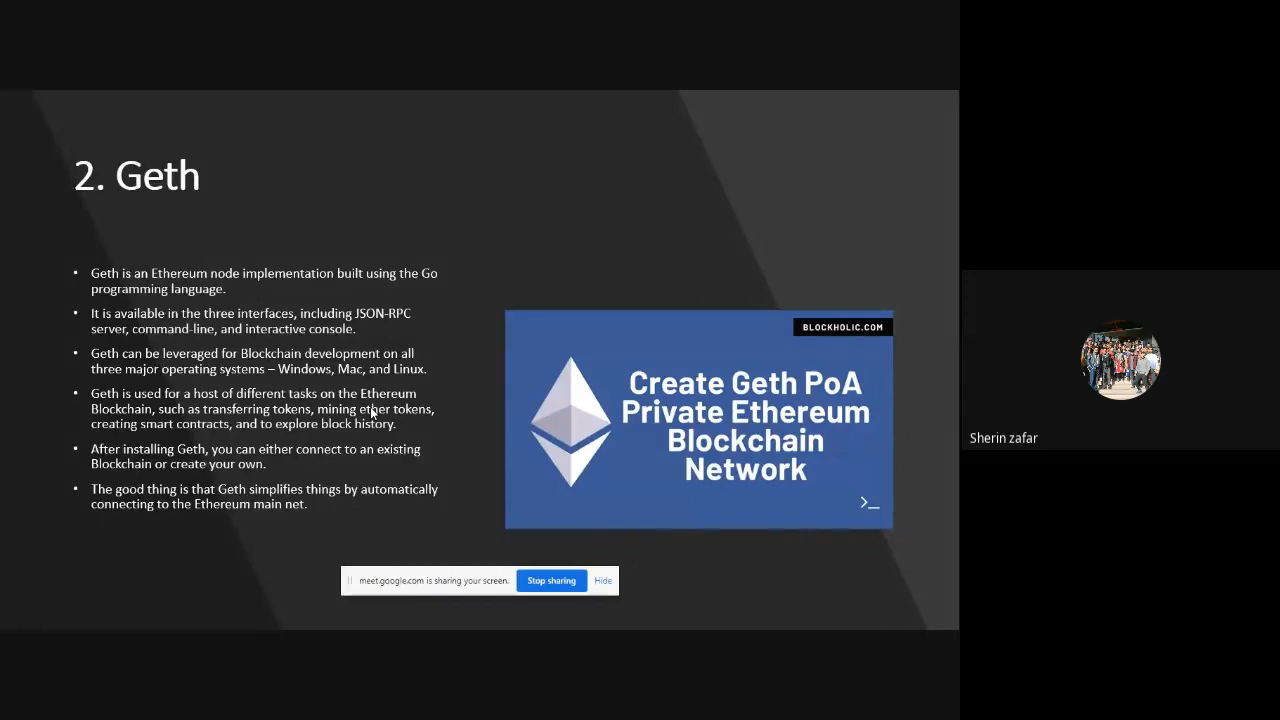 2. Geth
• Geth is an Ethereum node implementation built using the Go
programming language.
• It is available in the three interfaces, including JSON-RPC
server, command-line, and interactive console.
• Geth can be leveraged for Blockchain development on all
three major operating systems – Windows, Mac, and Linux.
• Geth is used for a host of different tasks on the Ethereum
Blockchain, such as transferring tokens, mining ether tokens,
creating smart contracts, and to explore block history.
• After installing Geth, you can either connect to an existing
Blockchain or create your own.
• The good thing is that Geth simplifies things by automatically
connecting to the Ethereum main net.
BLOCKHOLIC.COM
Create Geth PoA
Private Ethereum
Blockchain
Network
>_
meet.google.com is sharing your screen.
Stop sharing
Hide
Sherin zafar